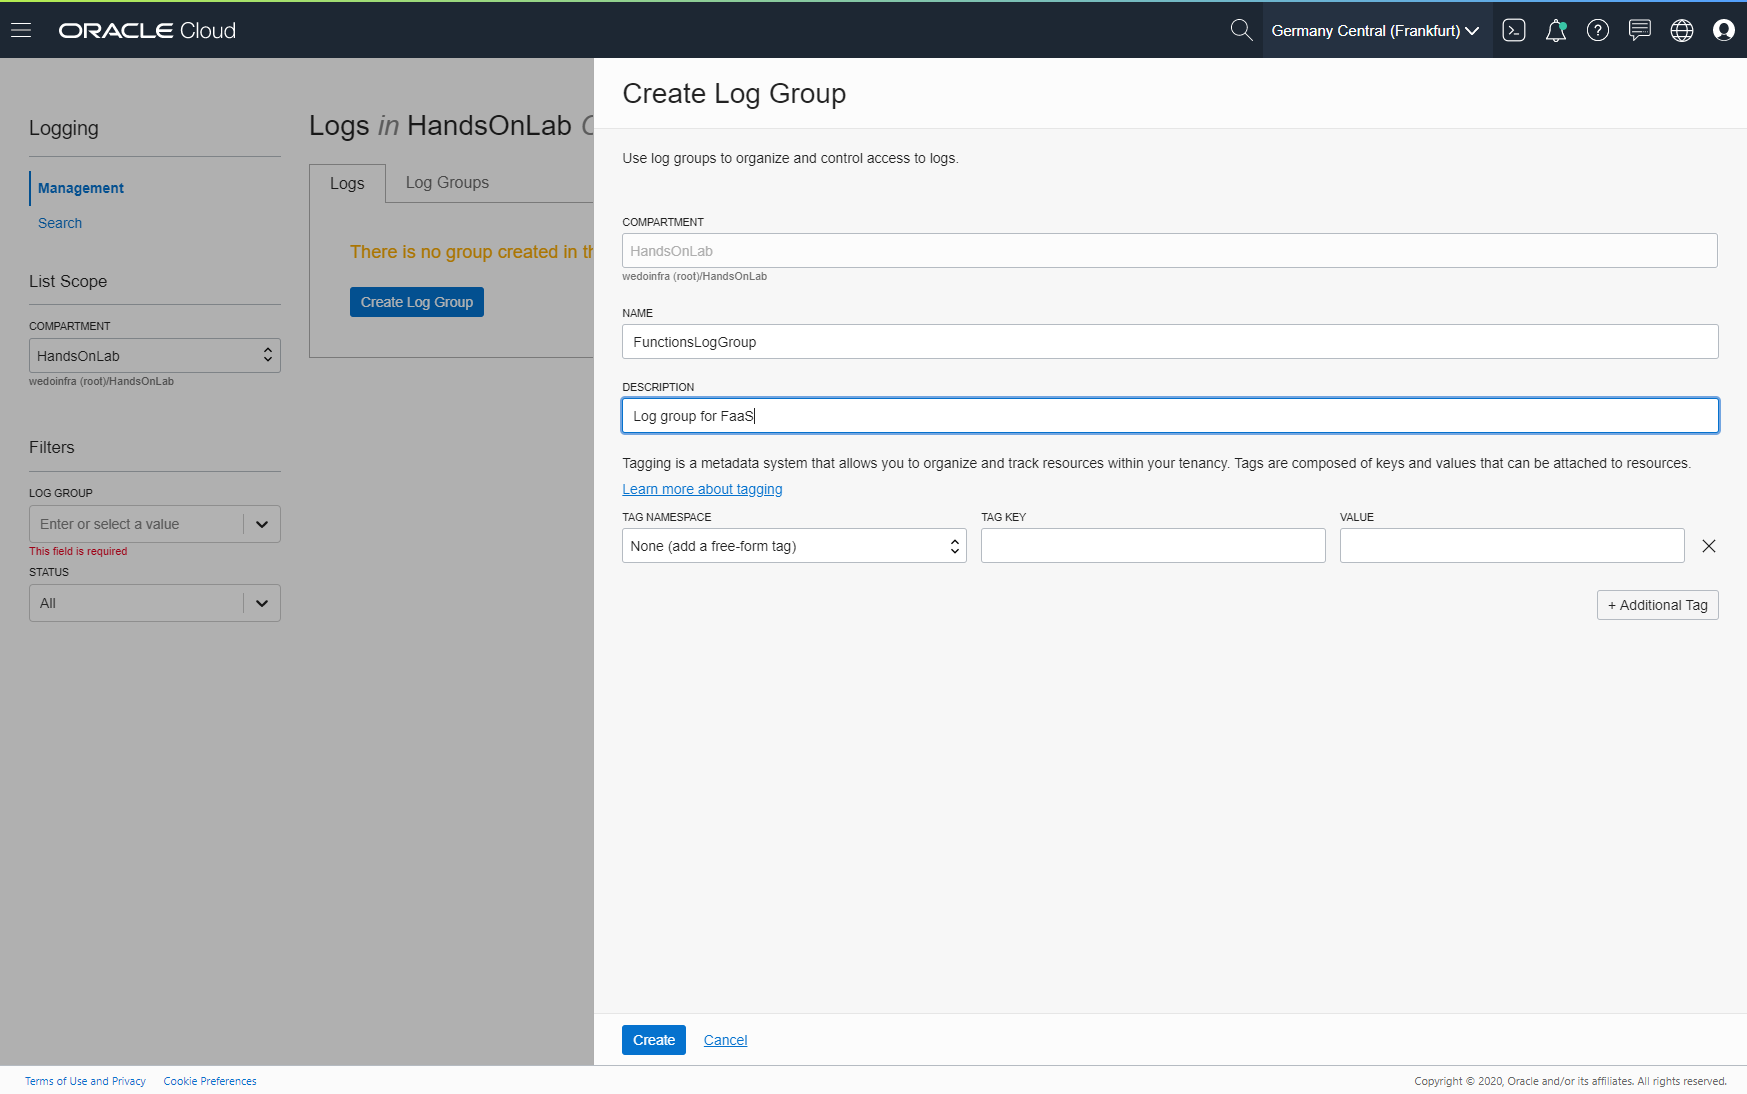 ORACLE Cloud
Germany Central (Frankfurt)
Logging
Management
Search
List Scope
COMPARTMENT
HandsOnLab
wedoinfra (root)/HandsOnLab
Filters
LOG GROUP
Enter or select a value
This field is required
STATUS
All
Logs in HandsOnLab
Logs
Log Groups
There is no group created in
Create Log Group
Create Log Group
Use log groups to organize and control access to logs.
COMPARTMENT
HandsOnLab
wedoinfra (root)/HandsOnLab
NAME
FunctionsLogGroup
DESCRIPTION
Log group for FaaS
Tagging is a metadata system that allows you to organize and track resources within your tenancy. Tags are composed of keys and values that can be attached to resources.
Learn more about tagging
TAG NAMESPACE TAG KEY VALUE
None (add a free-form tag)
+ Additional Tag
Create Cancel
Terms of Use and Privacy Cookie Preferences
Copyright © 2020, Oracle and/or its affiliates. All rights reserved.